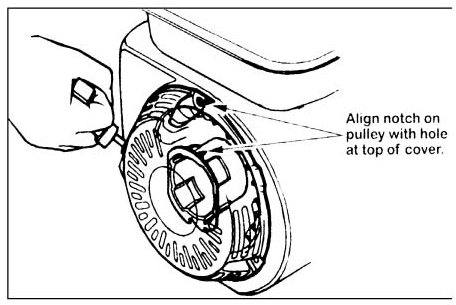 Align notch on
pulley with hole
at top of cover.